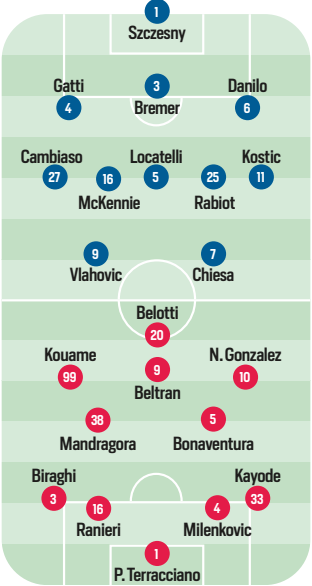 1
Szczesny
Gatti 3 Danilo
4 Bremer 6
Cambiaso Locatelli Kostic
27 16 5 25 11
McKennie Rabiot
9 7
Vlahovic Chiesa
Belotti
20
Kouame N. Gonzalez
99 9 10
Beltran
38 5
Mandragora Bonaventura
Biraghi Kayode
3 16 4 33
Ranieri Milenkovic
1
P. Terracciano